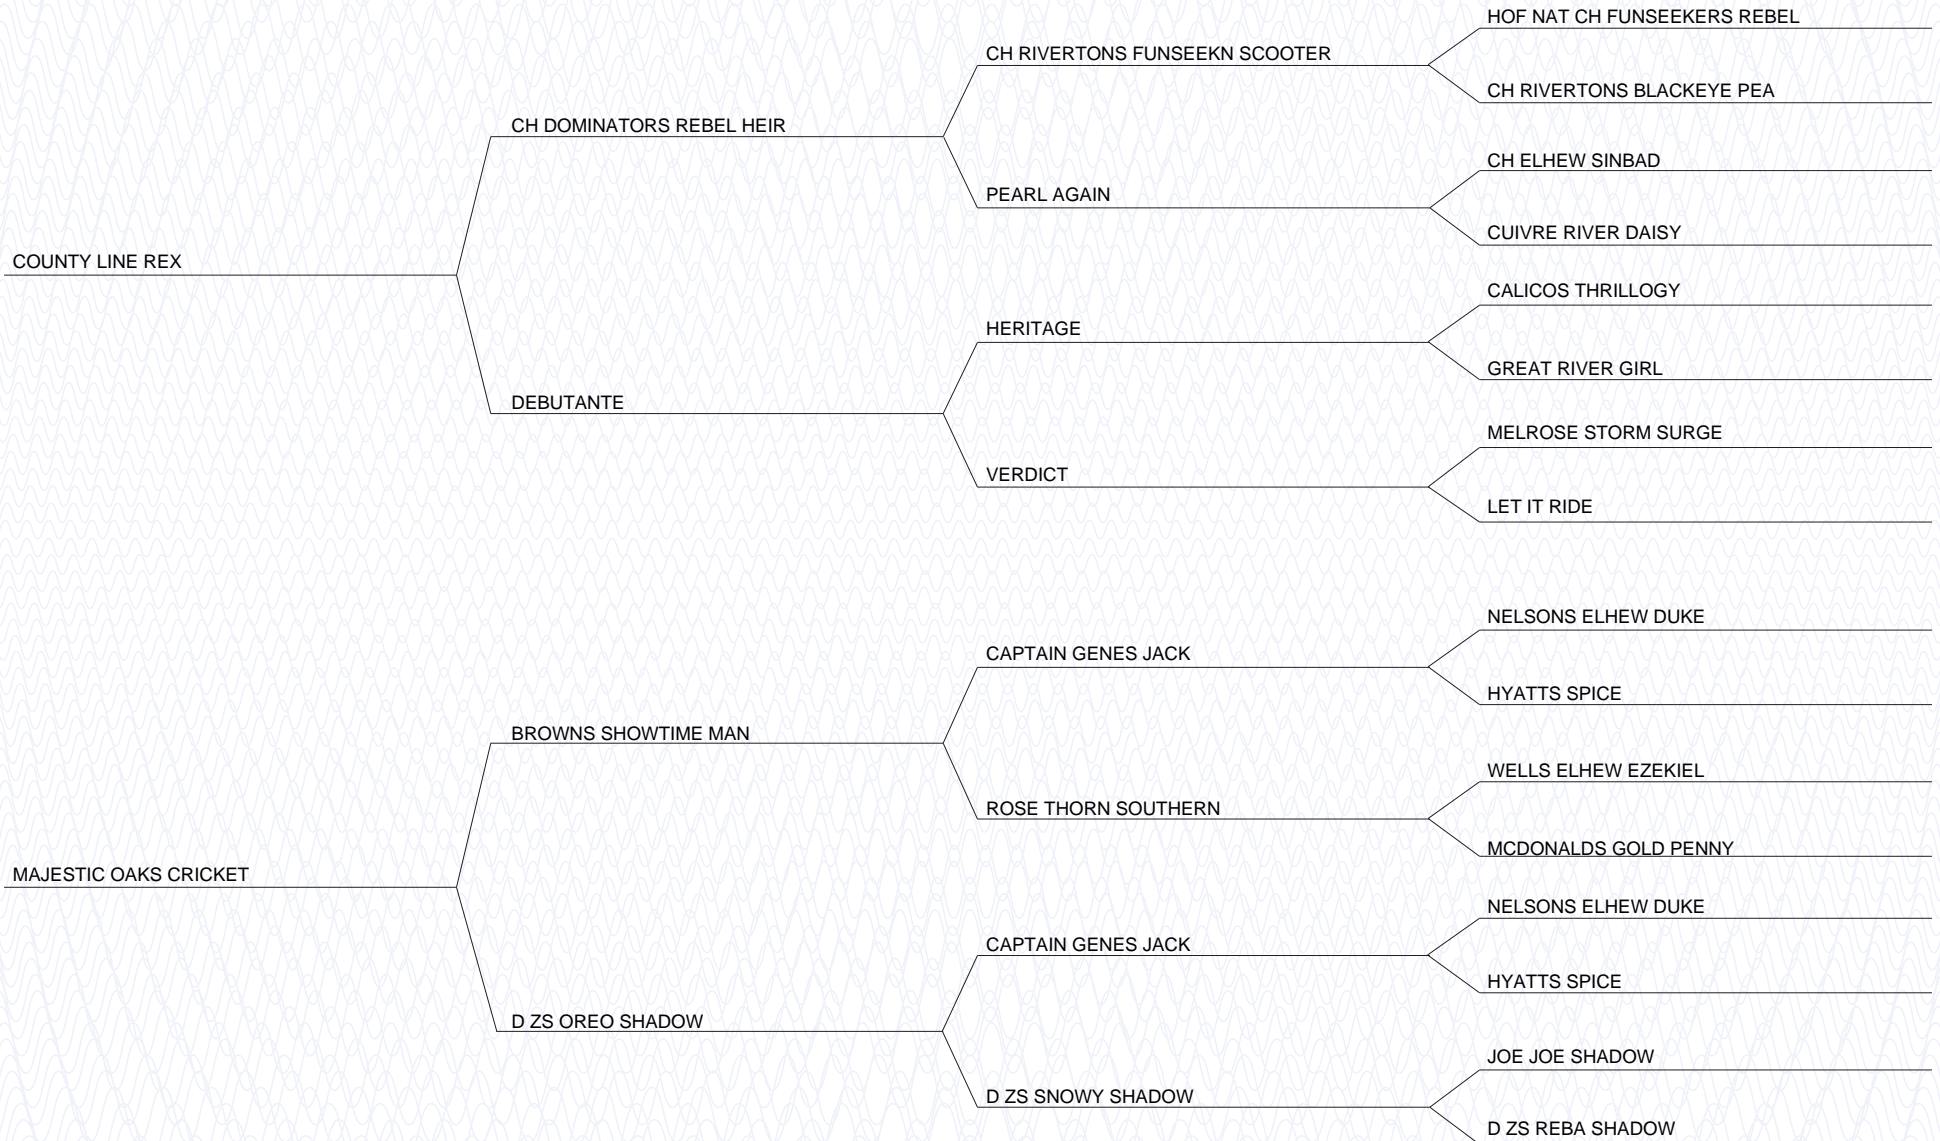 HOF NAT CH FUNSEEKERS REBEL
CH RIVERTONS FUNSEEKN SCOOTER
CH RIVERTONS BLACKEYE PEA
CH DOMINATORS REBEL HEIR
CH ELHEW SINBAD
PEARL AGAIN
CUIVRE RIVER DAISY
COUNTY LINE REX
CALICOS THRILLOGY
HERITAGE
GREAT RIVER GIRL
DEBUTANTE
MELROSE STORM SURGE
VERDICT
LET IT RIDE
NELSONS ELHEW DUKE
CAPTAIN GENES JACK
HYATTS SPICE
BROWNS SHOWTIME MAN
WELLS ELHEW EZEKIEL
ROSE THORN SOUTHERN
MCDONALDS GOLD PENNY
MAJESTIC OAKS CRICKET
NELSONS ELHEW DUKE
CAPTAIN GENES JACK
HYATTS SPICE
D ZS OREO SHADOW
JOE JOE SHADOW
D ZS SNOWY SHADOW
D ZS REBA SHADOW